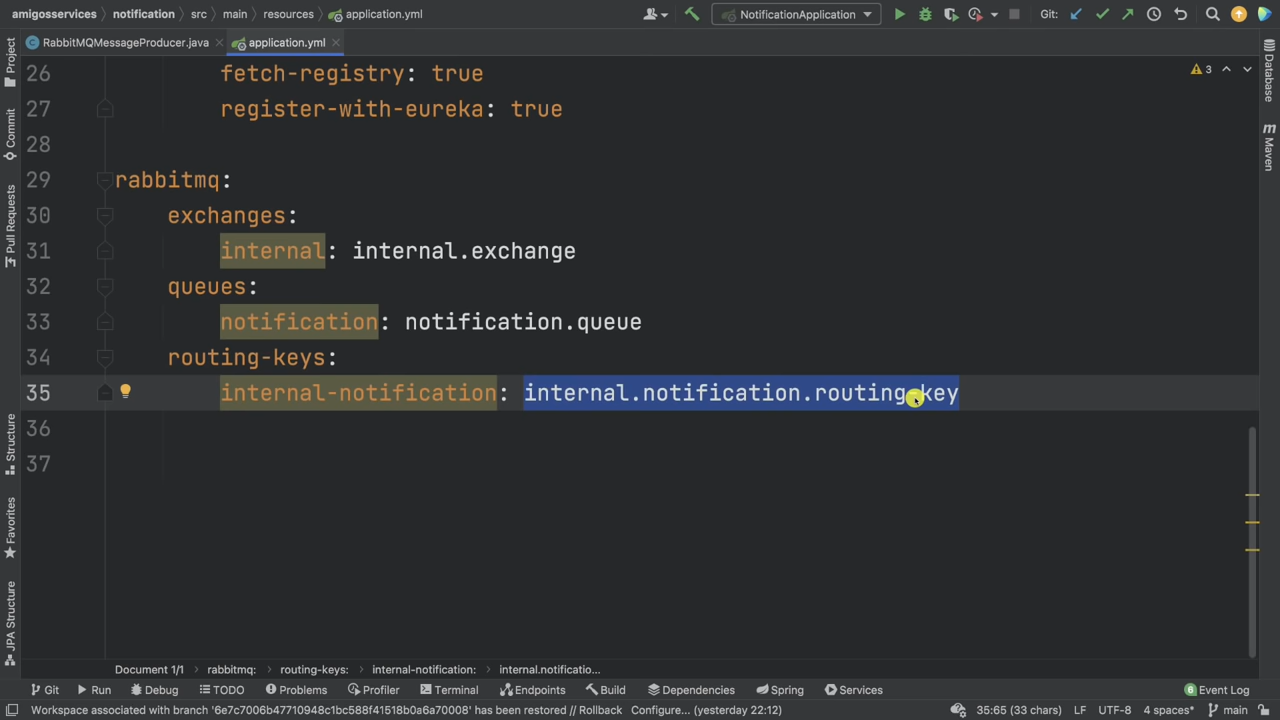 amigosservices notification src main resources application.yml NotificationApplication Git:
RabbitMQMessageProducer.java application.yml
Project
Commit
Pull Requests
Structure
Favorites
JPA Structure
26 fetch-registry: true
27 register-with-eureka: true
28
29 rabbitmq:
30 exchanges:
31 internal: internal.exchange
32 queues:
33 notification: notification.queue
34 routing-keys:
35 internal-notification: internal.notification.routing-key
36
37
3
Database
Maven
Document 1/1 rabbitmq: routing-keys: internal-notification: internal.notificatio...
Git Run Debug TODO Problems Profiler Terminal Endpoints Build Dependencies Spring Services 6 Event Log
Workspace associated with branch '6e7c7006b47710948c1bc588f41518b0a6a70008' has been restored // Rollback Configure... (yesterday 22:12) 35:65 (33 chars) LF UTF-8 4 spaces* main